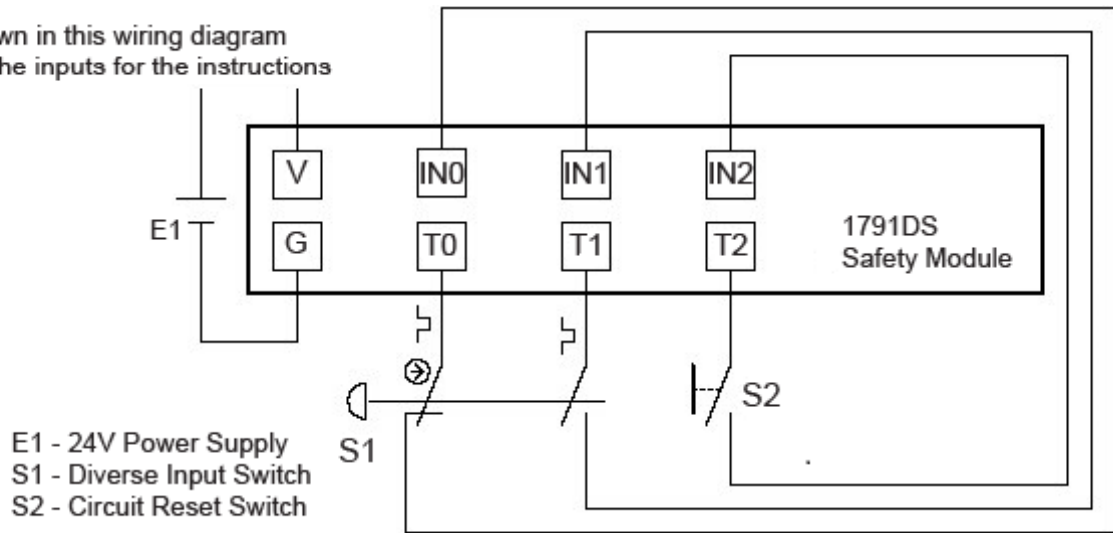 in this wiring diagram
he inputs for the instructions
V
IN0
IN1
IN2
G
T0
T1
T2
1791DS
Safety Module
E1
S1
S2
E1 - 24V Power Supply
S1 - Diverse Input Switch
S2 - Circuit Reset Switch